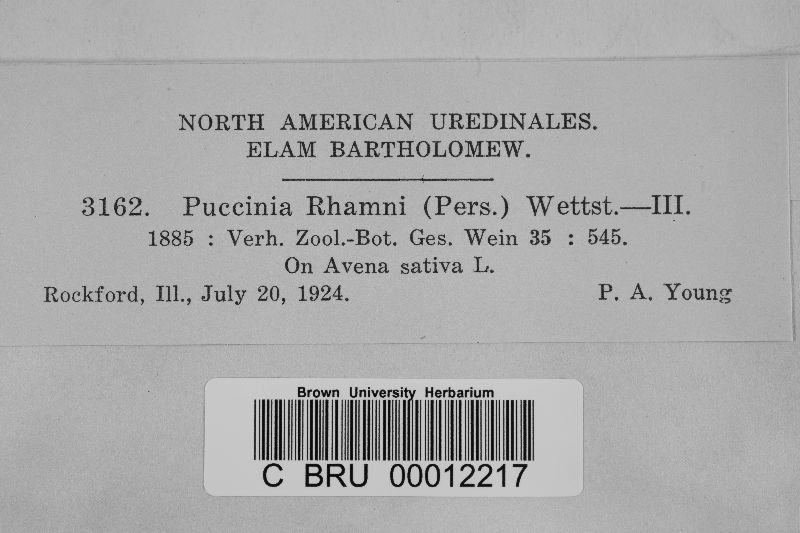 NORTH AMERICAN UREDINALES.
ELAM BARTHOLOMEW.
3162. Puccinia Rhamni (Pers.) Wettst.—III.
1885 : Verh. Zool.-Bot. Ges. Wein 35 : 545.
On Avena sativa L.
Rockford, Ill., July 20, 1924. P. A. Young
Brown University Herbarium
C BRU 00012217